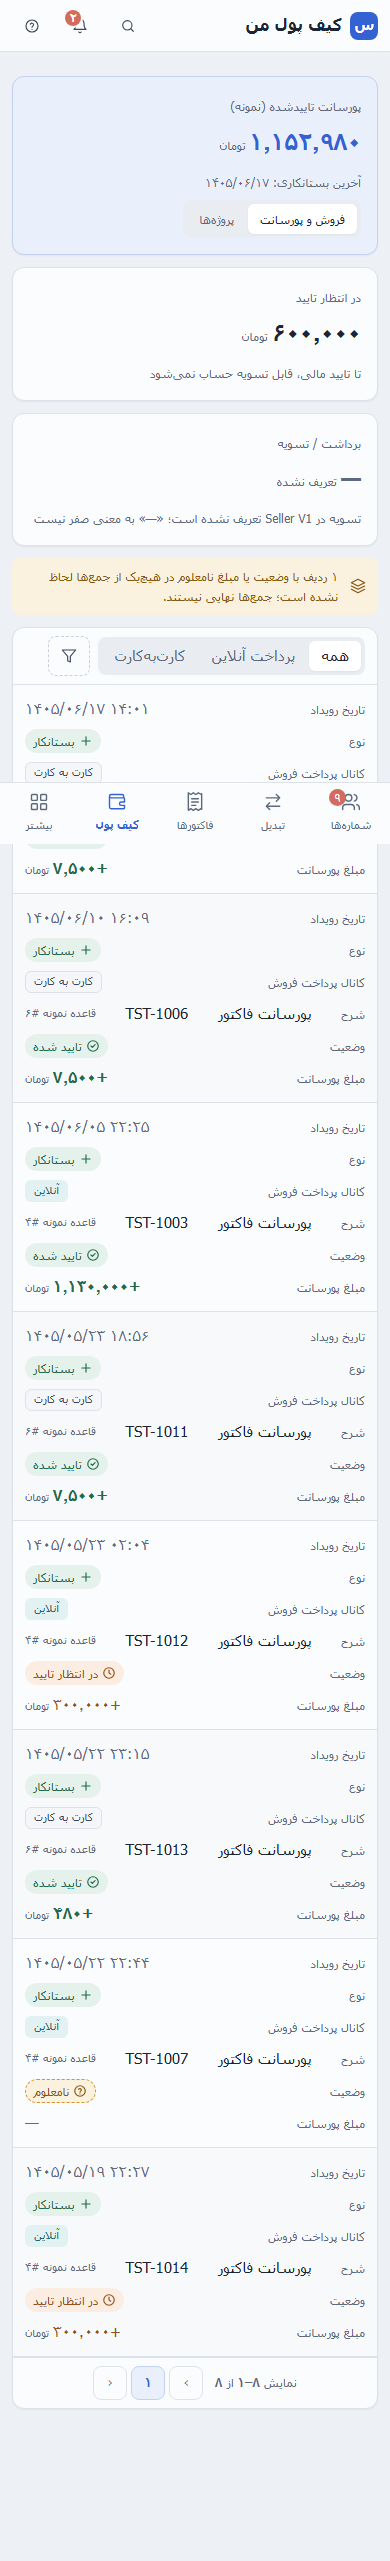 س
کیف پول من
۲
پورسانت تاییدشده (نمونه)
۱,۱۵۲,۹۸۰ تومان
آخرین بستانکاری: ۱۴۰۵/۰۶/۱۷
فروش و پورسانت
پروژه‌ها
در انتظار تایید
۶۰۰,۰۰۰ تومان
تا تایید مالی، قابل تسویه حساب نمی‌شود
برداشت / تسویه
— تعریف نشده
تسویه در Seller V1 تعریف نشده است؛ «—» به معنی صفر نیست
۱ ردیف با وضعیت یا مبلغ نامعلوم در هیچ‌یک از جمع‌ها لحاظ
نشده است؛ جمع‌ها نهایی نیستند.
همه
پرداخت آنلاین
کارت‌به‌کارت
تاریخ رویداد ۱۴۰۵/۰۶/۱۷ ۱۴:۰۱
نوع + بستانکار
کانال پرداخت فروش کارت به کارت
۹
شماره‌ها
تبدیل
فاکتورها
کیف پول
بیشتر
مبلغ پورسانت +۷,۵۰۰ تومان
تاریخ رویداد ۱۴۰۵/۰۶/۱۰ ۱۶:۰۹
نوع + بستانکار
کانال پرداخت فروش کارت به کارت
شرح پورسانت فاکتور TST-1006 قاعده نمونه #۶
وضعیت تایید شده
مبلغ پورسانت +۷,۵۰۰ تومان
تاریخ رویداد ۱۴۰۵/۰۶/۰۵ ۲۲:۲۵
نوع + بستانکار
کانال پرداخت فروش آنلاین
شرح پورسانت فاکتور TST-1003 قاعده نمونه #۴
وضعیت تایید شده
مبلغ پورسانت +۱,۱۳۰,۰۰۰ تومان
تاریخ رویداد ۱۴۰۵/۰۵/۲۳ ۱۸:۵۶
نوع + بستانکار
کانال پرداخت فروش کارت به کارت
شرح پورسانت فاکتور TST-1011 قاعده نمونه #۶
وضعیت تایید شده
مبلغ پورسانت +۷,۵۰۰ تومان
تاریخ رویداد ۱۴۰۵/۰۵/۲۳ ۰۲:۰۴
نوع + بستانکار
کانال پرداخت فروش آنلاین
شرح پورسانت فاکتور TST-1012 قاعده نمونه #۴
وضعیت در انتظار تایید
مبلغ پورسانت +۳۰۰,۰۰۰ تومان
تاریخ رویداد ۱۴۰۵/۰۵/۲۲ ۲۳:۱۵
نوع + بستانکار
کانال پرداخت فروش کارت به کارت
شرح پورسانت فاکتور TST-1013 قاعده نمونه #۶
وضعیت تایید شده
مبلغ پورسانت +۴۸۰ تومان
تاریخ رویداد ۱۴۰۵/۰۵/۲۲ ۲۲:۴۴
نوع + بستانکار
کانال پرداخت فروش آنلاین
شرح پورسانت فاکتور TST-1007 قاعده نمونه #۴
وضعیت نامعلوم
مبلغ پورسانت —
تاریخ رویداد ۱۴۰۵/۰۵/۱۹ ۲۲:۲۷
نوع + بستانکار
کانال پرداخت فروش آنلاین
شرح پورسانت فاکتور TST-1014 قاعده نمونه #۴
وضعیت در انتظار تایید
مبلغ پورسانت +۳۰۰,۰۰۰ تومان
نمایش ۱–۸ از ۸ ‹ ۱ ›